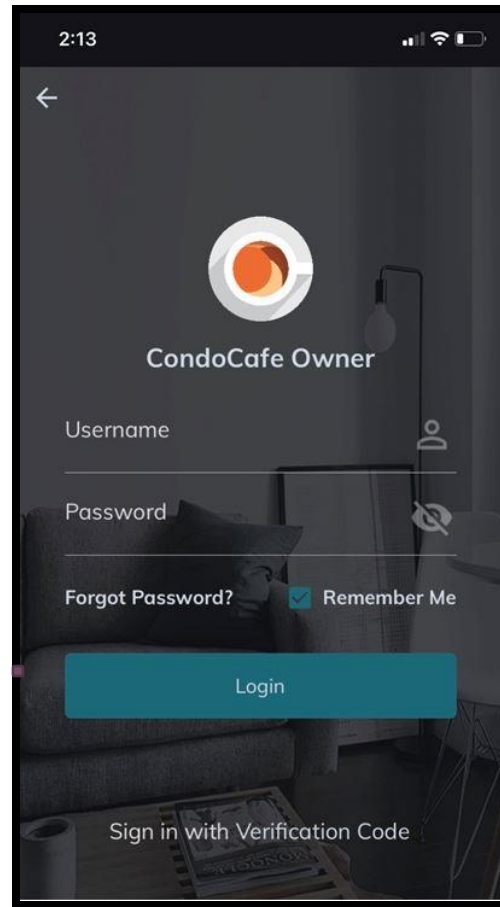 2:13
CondoCafe Owner
Username
Password
Forgot Password? Remember Me
Login
Sign in with Verification Code